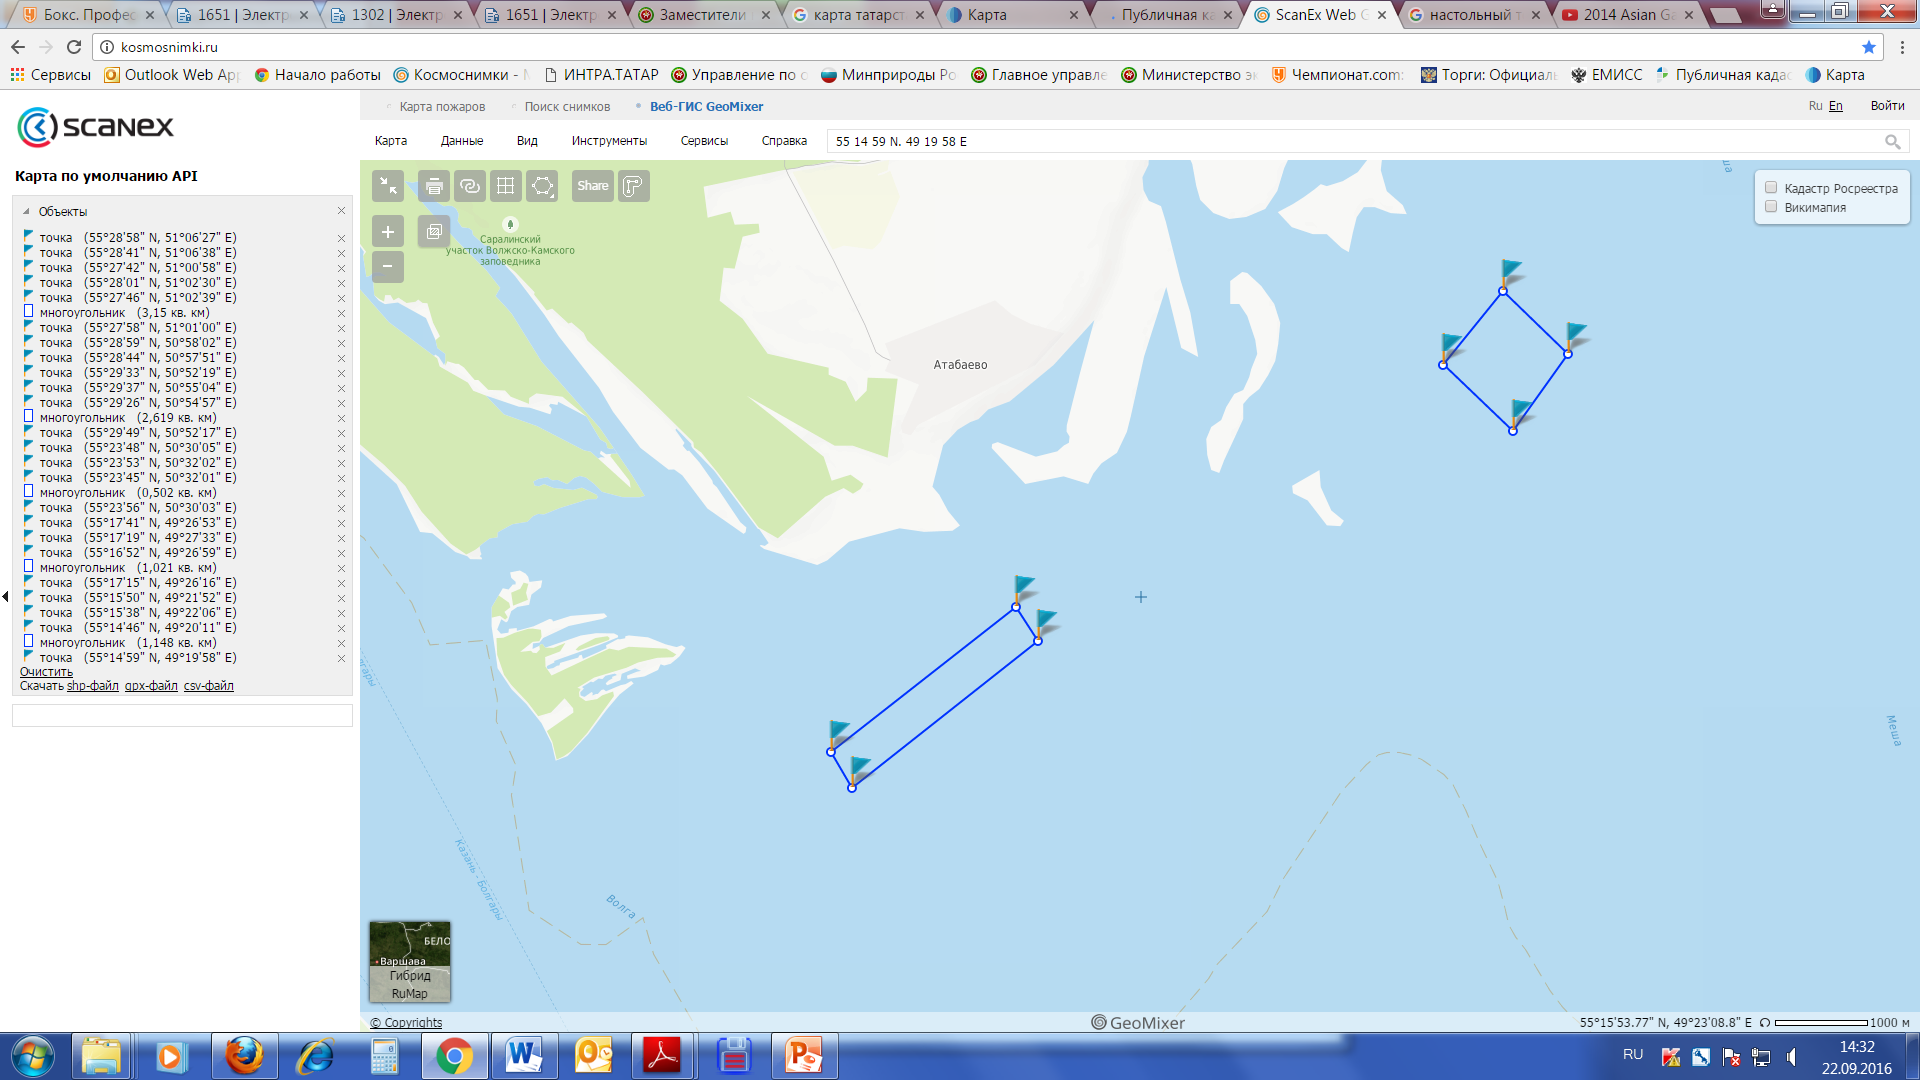 Бокс. Профес
1651 | Электро
1302 | Электр
1651 | Электро
Заместители
карта татарст
Карта
Публичная ка
ScanEx Web G
настольный т
2014 Asian Ga
kosmosnimki.ru
Сервисы
Outlook Web App
Начало работы
Космоснимки -
ИНТРА.ТАТАР
Управление по о
Минприроды Ро
Главное управле
Министерство эк
Чемпионат.com:
Торги: Официаль
ЕМИСС
Публичная кадас
Карта
scanex
Карта пожаров
Поиск снимков
Веб-ГИС GeoMixer
Ru En
Войти
Карта
Данные
Вид
Инструменты
Сервисы
Справка
55 14 59 N. 49 19 58 E
Карта по умолчанию API
Объекты
точка (55°28'58" N, 51°06'27" E)
точка (55°28'41" N, 51°06'38" E)
точка (55°27'42" N, 51°00'58" E)
точка (55°28'01" N, 51°02'30" E)
точка (55°27'46" N, 51°02'39" E)
многоугольник (3,15 кв. км)
точка (55°27'58" N, 51°01'00" E)
точка (55°28'59" N, 50°58'02" E)
точка (55°28'44" N, 50°57'51" E)
точка (55°29'33" N, 50°52'19" E)
точка (55°29'37" N, 50°55'04" E)
точка (55°29'26" N, 50°54'57" E)
многоугольник (2,619 кв. км)
точка (55°29'49" N, 50°52'17" E)
точка (55°23'48" N, 50°30'05" E)
точка (55°23'53" N, 50°32'02" E)
точка (55°23'45" N, 50°32'01" E)
многоугольник (0,502 кв. км)
точка (55°23'56" N, 50°30'03" E)
точка (55°17'41" N, 49°26'53" E)
точка (55°17'19" N, 49°27'33" E)
точка (55°16'52" N, 49°26'59" E)
многоугольник (1,021 кв. км)
точка (55°17'15" N, 49°26'16" E)
точка (55°15'50" N, 49°21'52" E)
точка (55°15'38" N, 49°22'06" E)
точка (55°14'46" N, 49°20'11" E)
многоугольник (1,148 кв. км)
точка (55°14'59" N, 49°19'58" E)
Очистить
Скачать shp-файл gpx-файл csv-файл
Share
Кадастр Росреестра
Викимапия
Саралинский
участок Волжско-Камского
заповедника
Атабаево
Меша
Казань - Болгары
Волга
БЕЛО
Варшава
Гибрид
RuMap
© Copyrights
GeoMixer
55°15'53.77" N, 49°23'08.8" E
1000 м
RU
14:32
22.09.2016